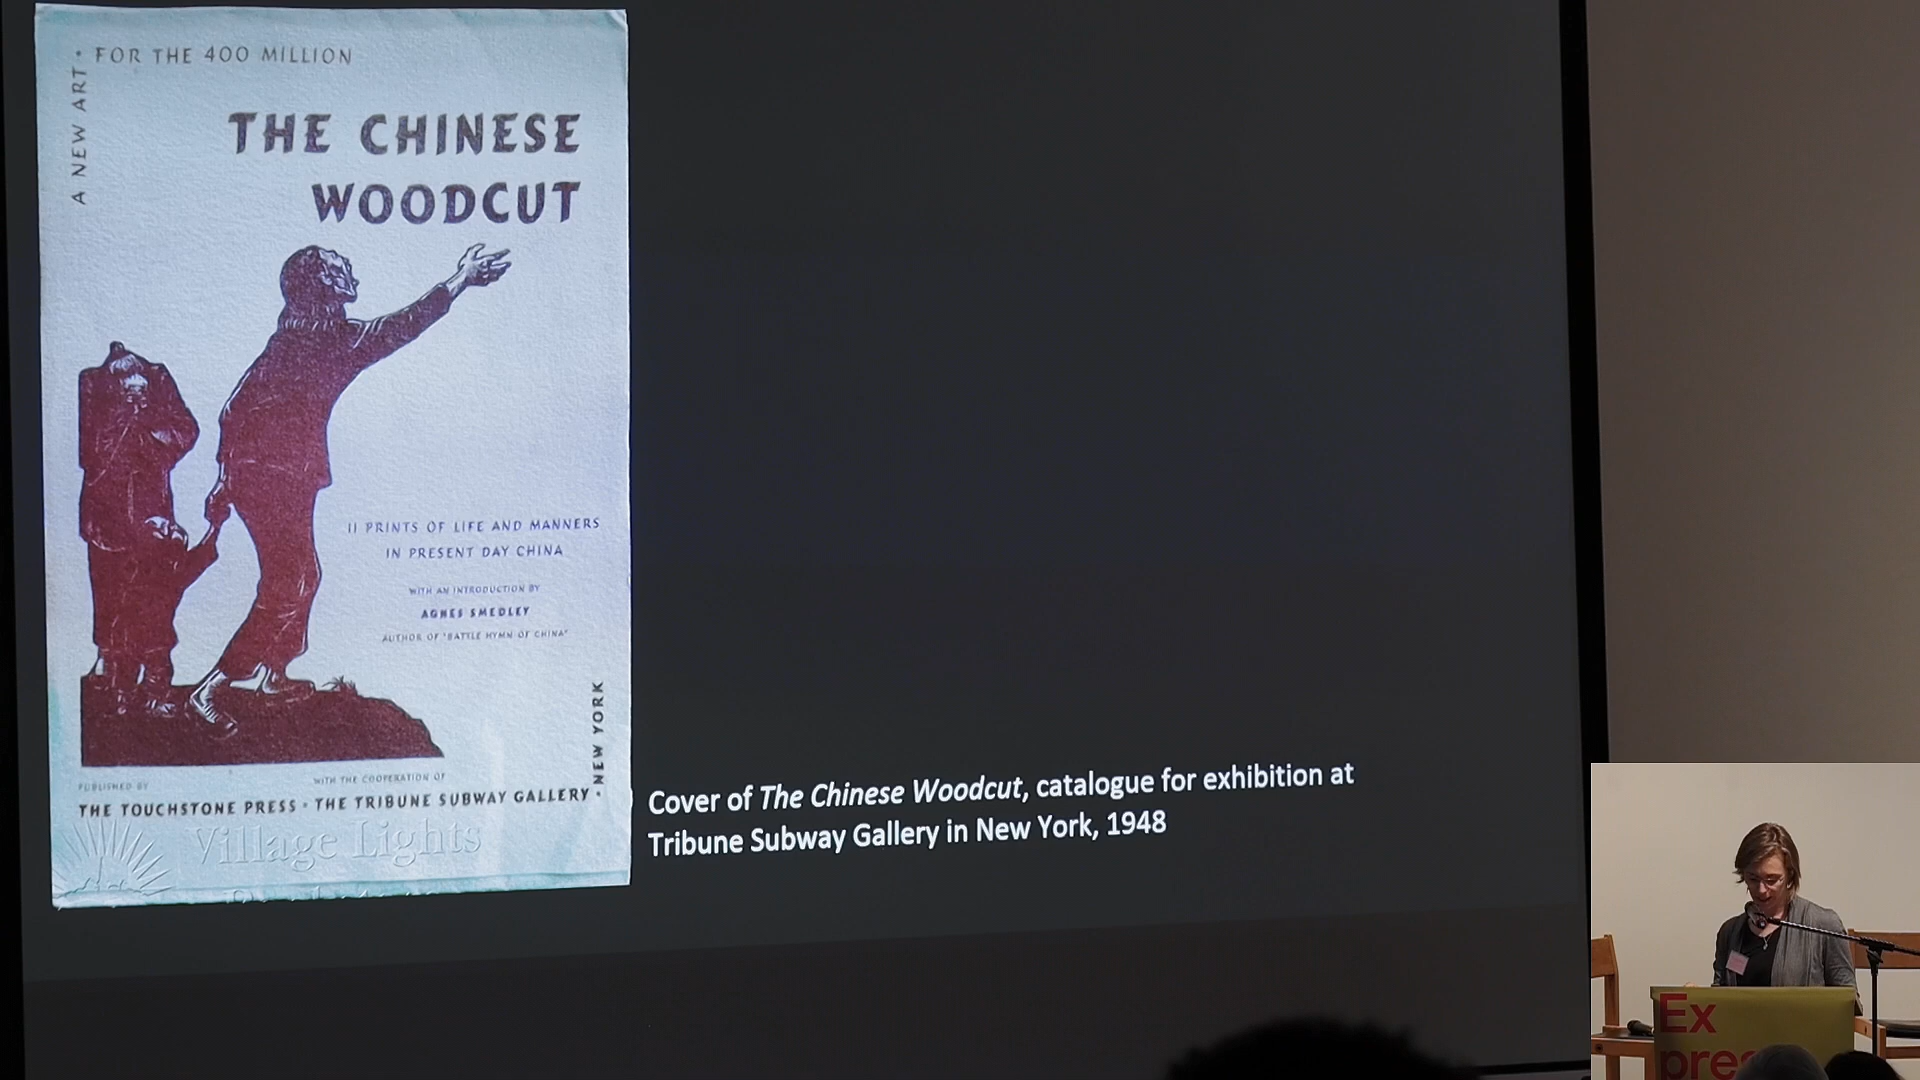 A NEW ART • FOR THE 400 MILLION
THE CHINESE
WOODCUT
11 PRINTS OF LIFE AND MANNERS
IN PRESENT DAY CHINA
WITH AN INTRODUCTION BY
AGNES SMEDLEY
AUTHOR OF "BATTLE HYMN OF CHINA"
PUBLISHED BY
WITH THE COOPERATION OF
THE TOUCHSTONE PRESS • THE TRIBUNE SUBWAY GALLERY • NEW YORK
Village Lights
Cover of The Chinese Woodcut, catalogue for exhibition at
Tribune Subway Gallery in New York, 1948
Ex
pres